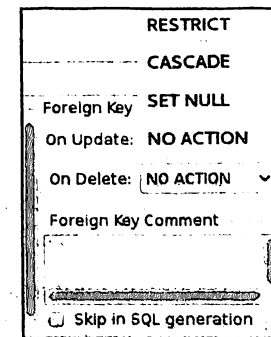 RESTRICT
CASCADE
Foreign Key SET NULL
On Update: NO ACTION
On Delete: NO ACTION
Foreign Key Comment
Skip in SQL generation